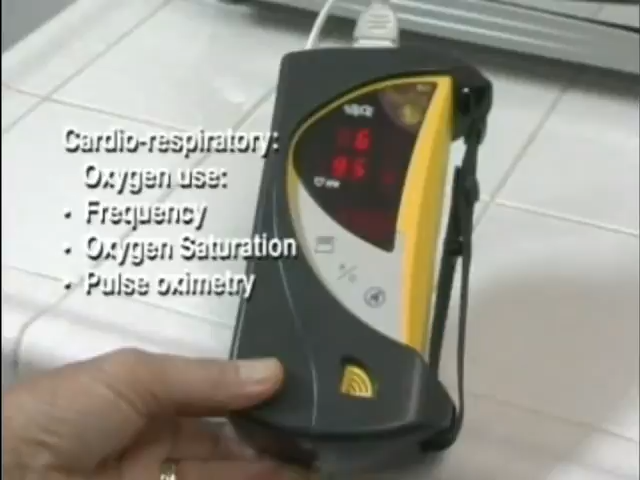 Cardio-respiratory:
Oxygen use:
• Frequency
• Oxygen Saturation
• Pulse oximetry